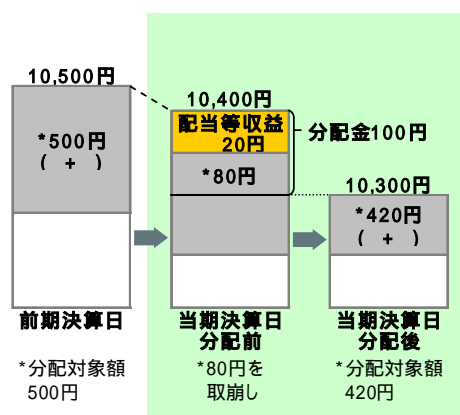 10,500円
*500円
( + )
前期決算日
*分配対象額
500円
10,400円
配当等収益
20円
*80円
分配金100円
当期決算日
分配前
*80円を
取崩し
10,300円
*420円
( + )
当期決算日
分配後
*分配対象額
420円